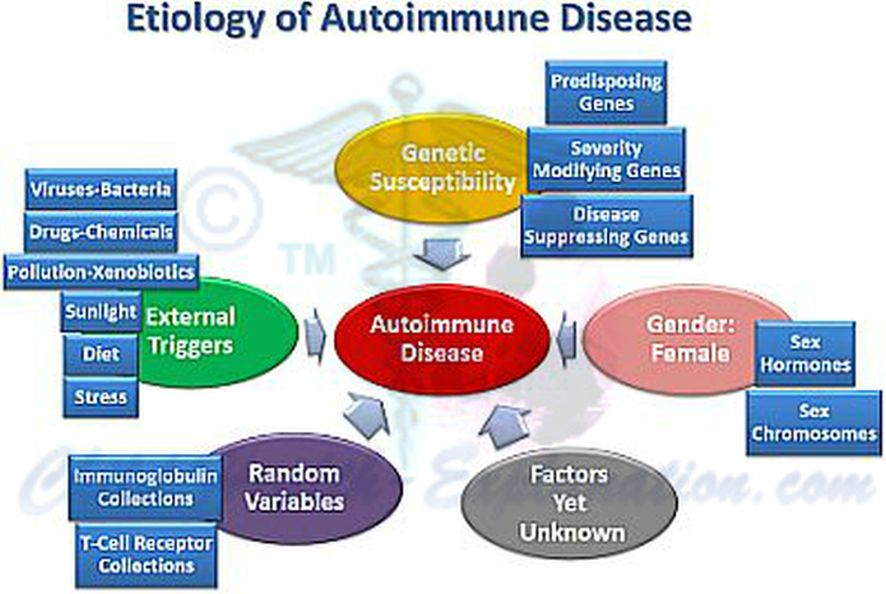 Etiology of Autoimmune Disease
Predisposing
Genes
Genetic
Susceptibility
Severity
Modifying Genes
Disease
Suppressing Genes
Viruses-Bacteria
Drugs-Chemicals
Pollution-Xenobiotics
Sunlight
Diet
Stress
External
Triggers
©
TM
Autoimmune
Disease
Gender:
Female
Sex
Hormones
Sex
Chromosomes
Immunoglobulin
Collections
T-Cell Receptor
Collections
Random
Variables
Factors
Yet
Unknown
.com